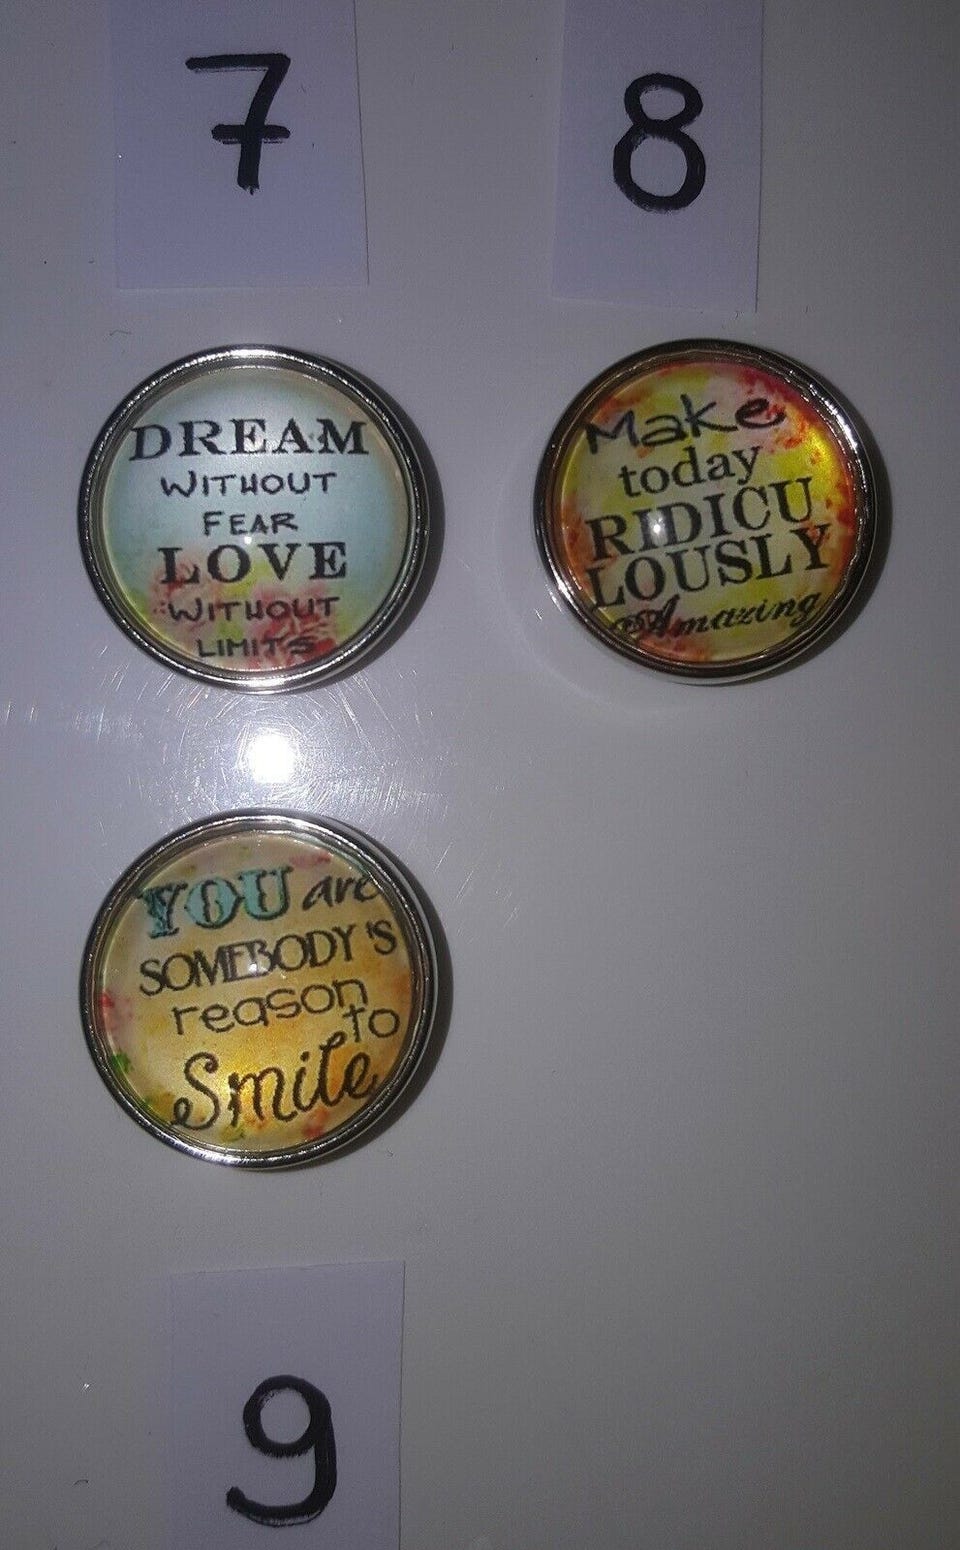 7
8
DREAM
WITHOUT
FEAR
LOVE
WITHOUT
LIMITS
Make
today
RIDICU
LOUSLY
Amazing
YOU are
SOMEBODY'S
reason
to
Smile
9